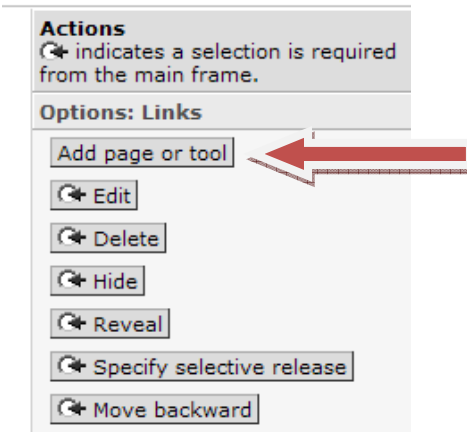 Actions
indicates a selection is required
from the main frame.
Options: Links
Add page or tool
Edit
Delete
Hide
Reveal
Specify selective release
Move backward